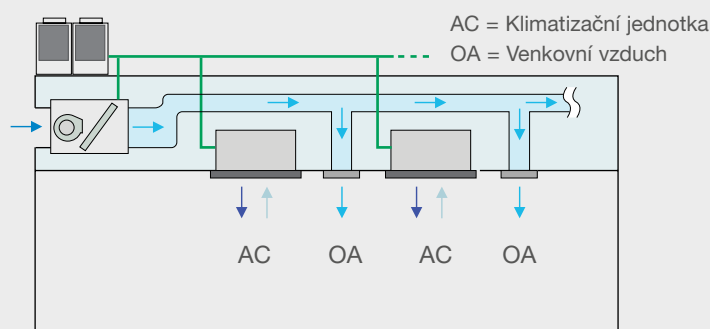 AC = Klimatizační jednotka
OA = Venkovní vzduch
AC OA AC OA